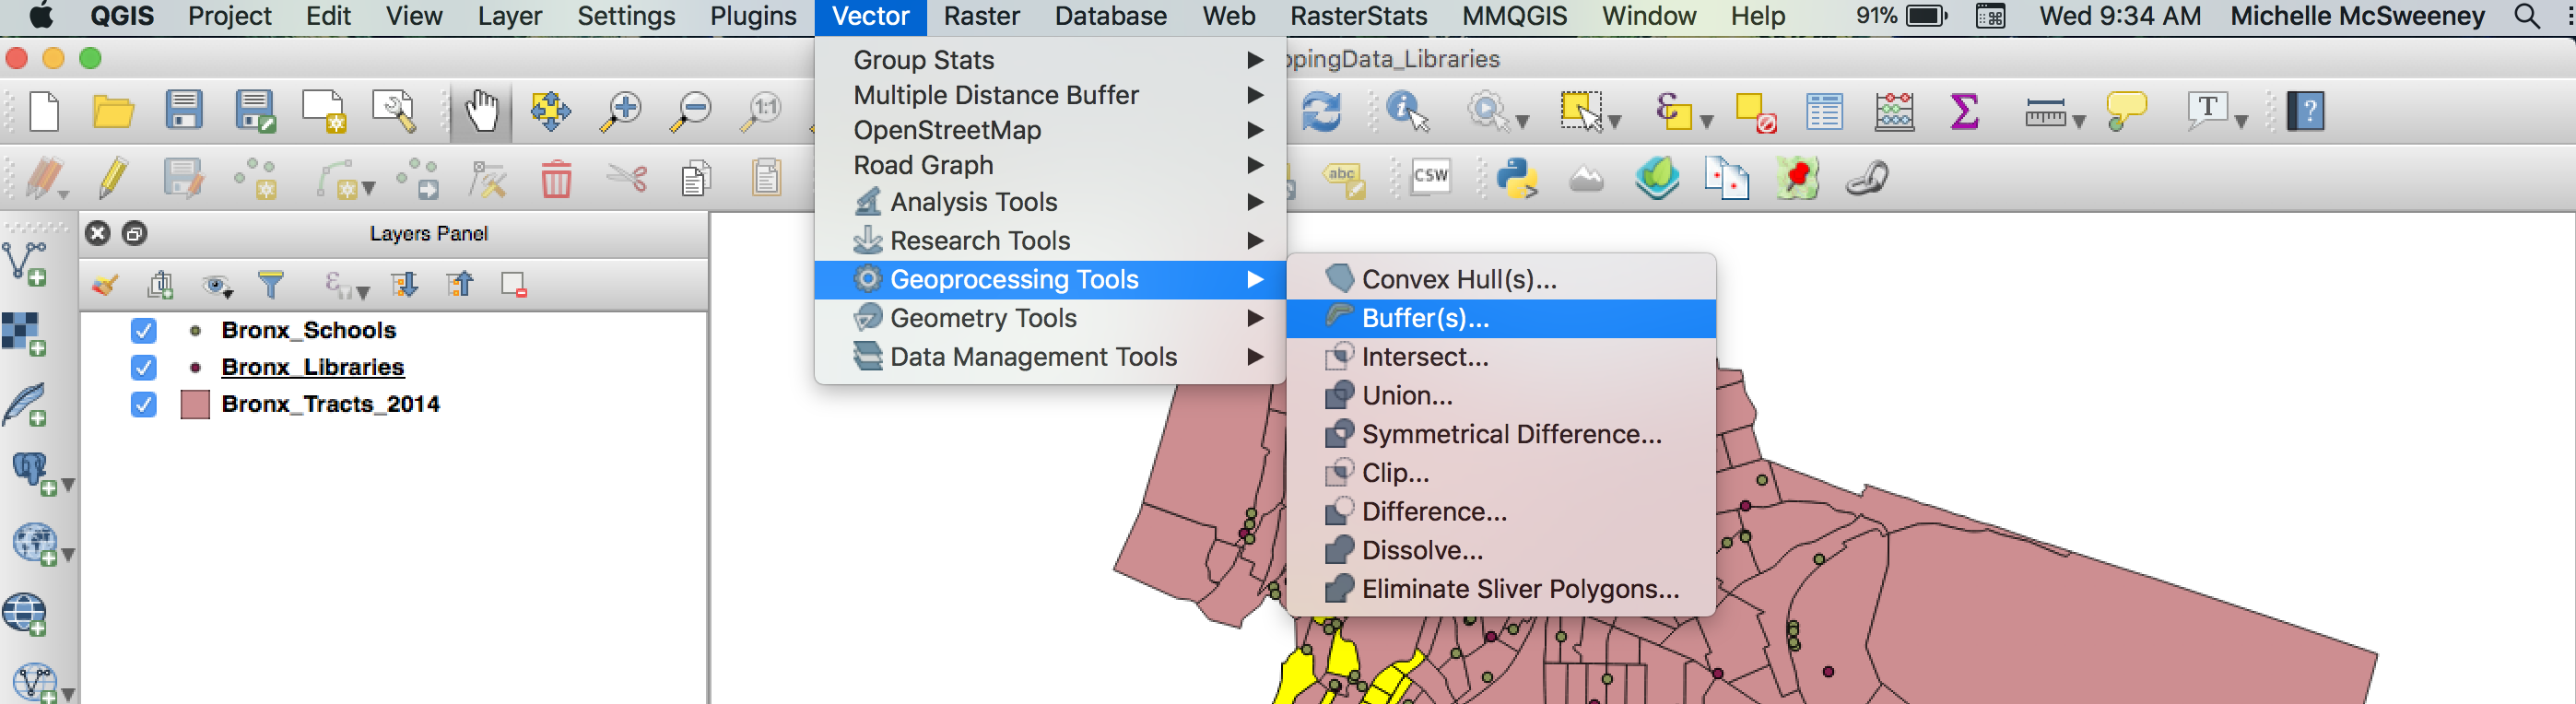 QGIS Project Edit View Layer Settings Plugins Vector Raster Database Web RasterStats MMQGIS Window Help 91% Wed 9:34 AM Michelle McSweeney
ppingData_Libraries
Group Stats
Multiple Distance Buffer
OpenStreetMap
Road Graph
Analysis Tools
Research Tools
Geoprocessing Tools
Geometry Tools
Data Management Tools
Convex Hull(s)...
Buffer(s)...
Intersect...
Union...
Symmetrical Difference...
Clip...
Difference...
Dissolve...
Eliminate Sliver Polygons...
1:1
ε
Σ
T
?
abc
CSW
Layers Panel
ε
Bronx_Schools
Bronx_Libraries
Bronx_Tracts_2014